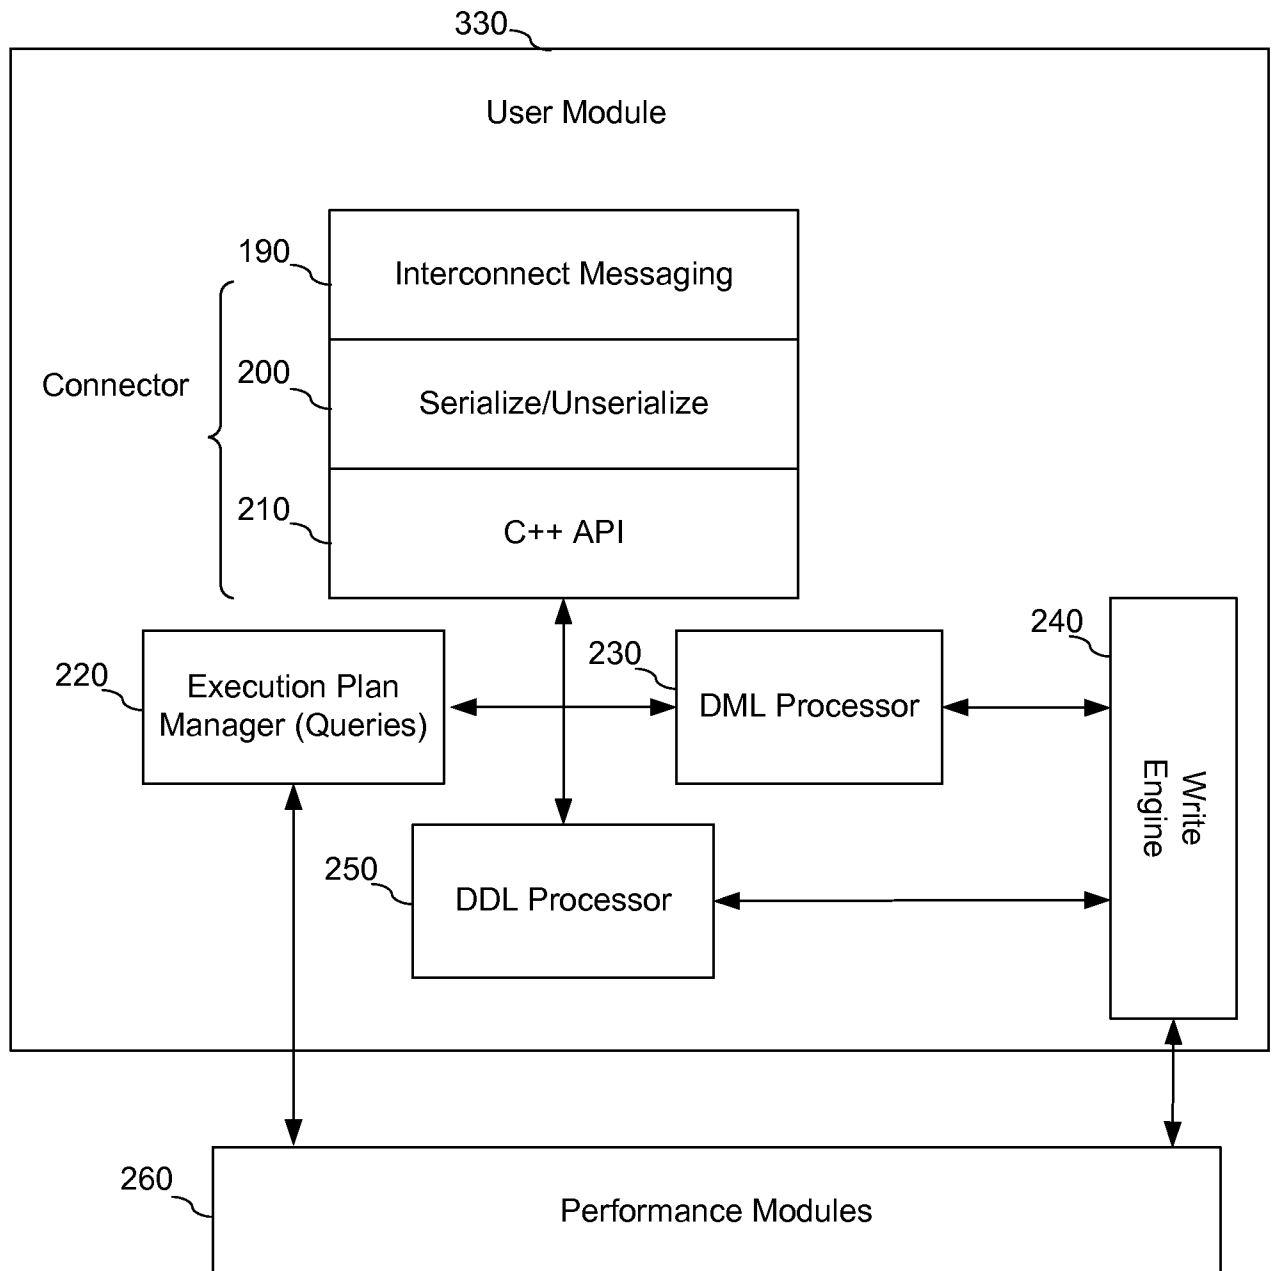 330
User Module
190
Interconnect Messaging
Connector
200
Serialize/Unserialize
210
C++ API
220
Execution Plan
Manager (Queries)
230
DML Processor
240
Write
Engine
250
DDL Processor
260
Performance Modules